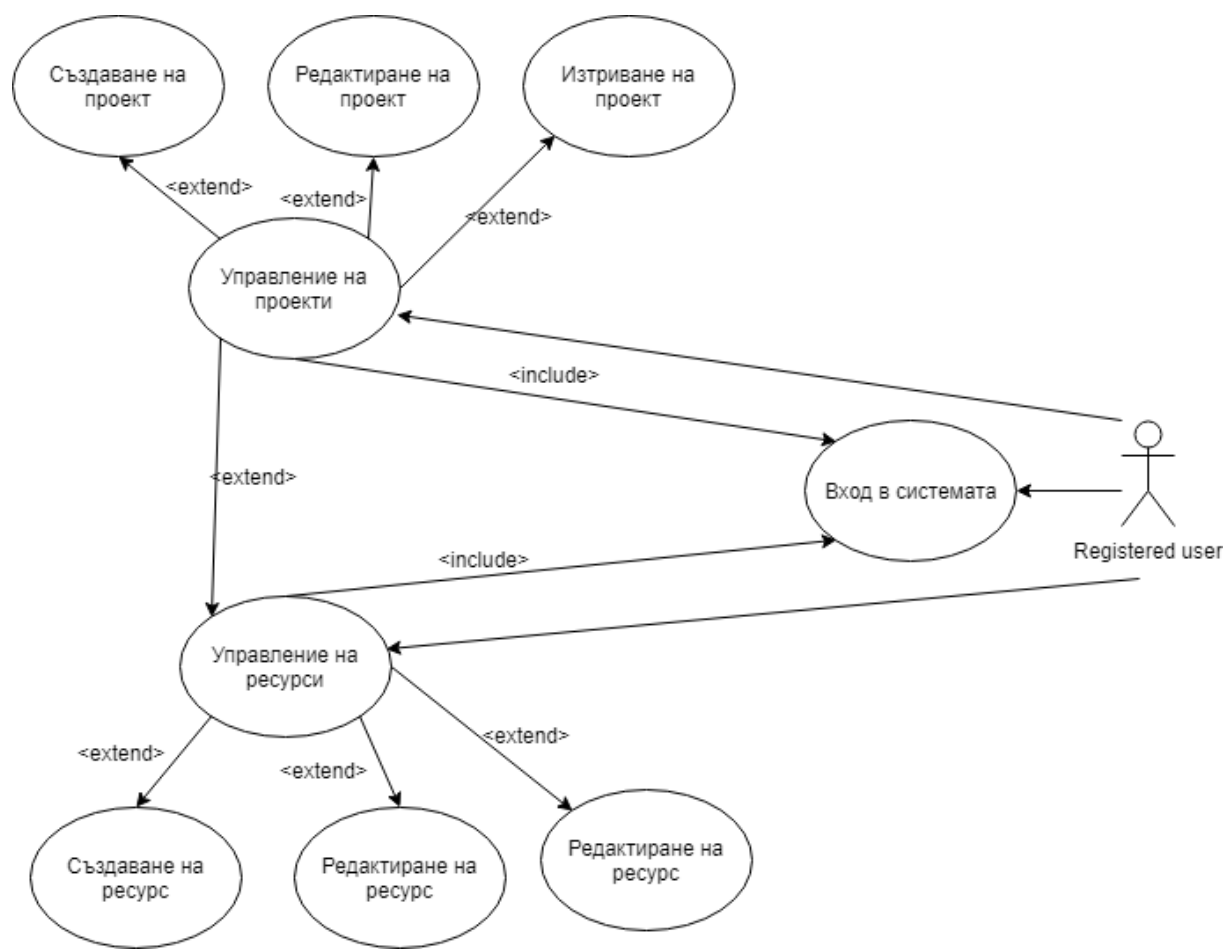 Създаване на
проект
Редактиране на
проект
Изтриване на
проект
<extend>
<extend>
<extend>
Управление на
проекти
<include>
<extend>
Вход в системата
Registered user
<include>
Управление на
ресурси
<extend>
<extend>
<extend>
Създаване на
ресурс
Редактиране на
ресурс
Редактиране на
ресурс